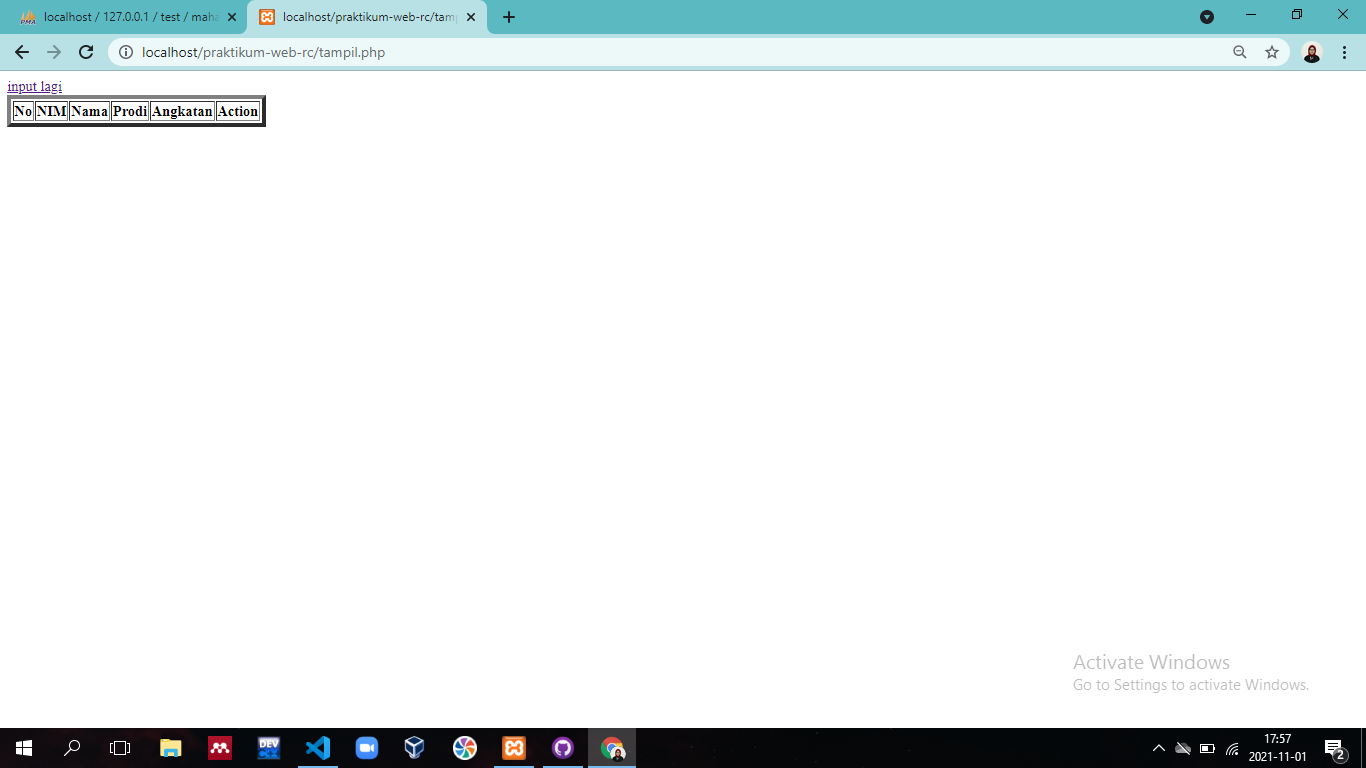 localhost / 127.0.0.1 / test / maha
localhost/praktikum-web-rc/tam
localhost/praktikum-web-rc/tampil.php
input lagi
No NIM Nama Prodi Angkatan Action
Activate Windows
Go to Settings to activate Windows.
DEV
17:57
2021-11-01
2